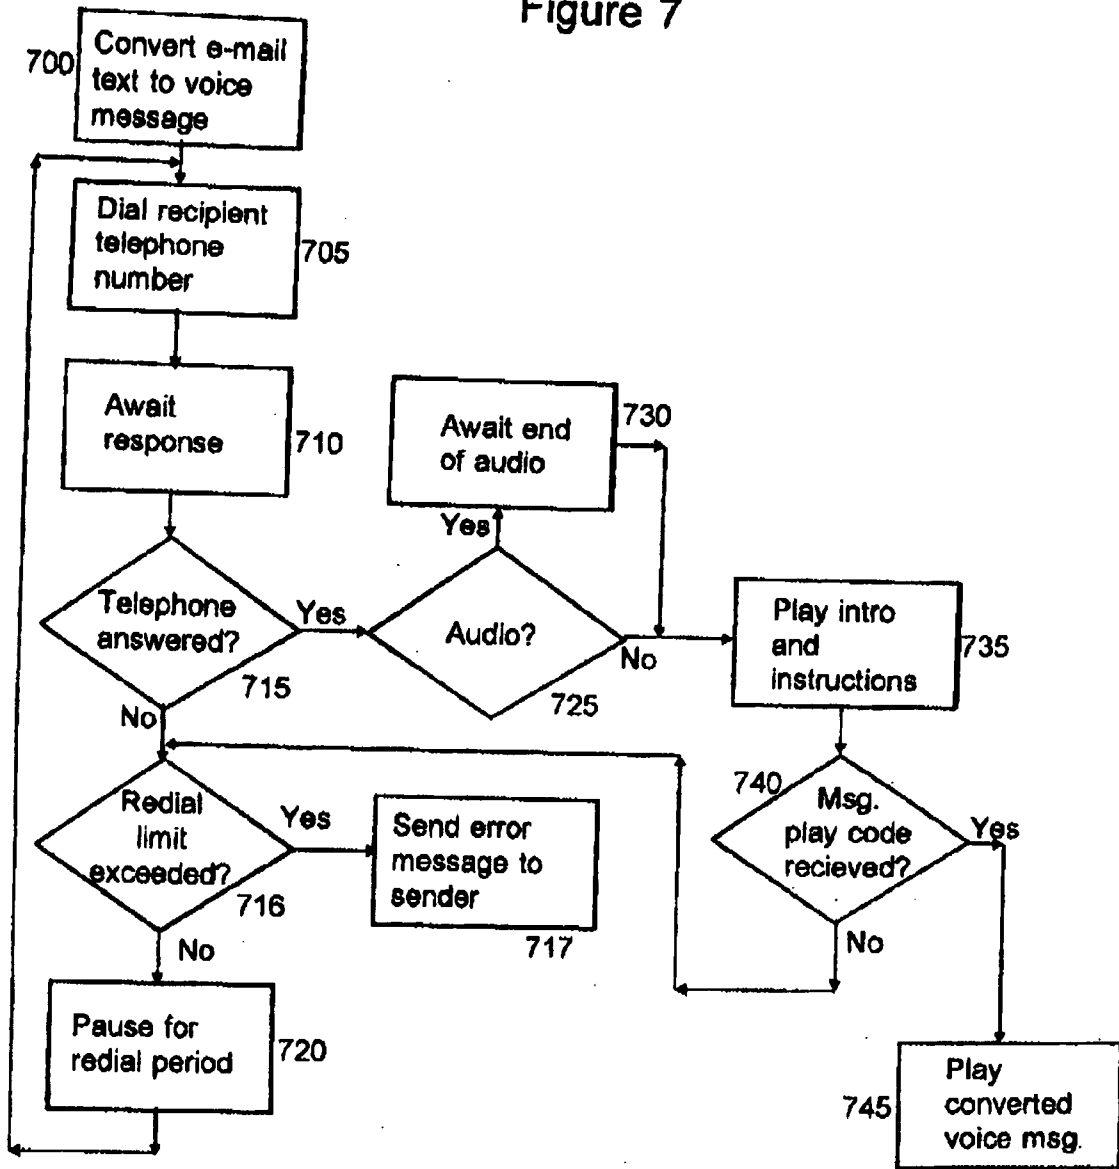 Figure 7
700
Convert e-mail
text to voice
message
Dial recipient
telephone
number
705
Await
response
710
Await end
of audio
730
Yes
Telephone
answered?
Yes
715
No
Audio?
No
725
Play intro
and
instructions
735
Redial
limit
exceeded?
Yes
716
No
Send error
message to
sender
717
740
Msg.
play code
recieved?
Yes
No
Pause for
redial period
720
745
Play
converted
voice msg.